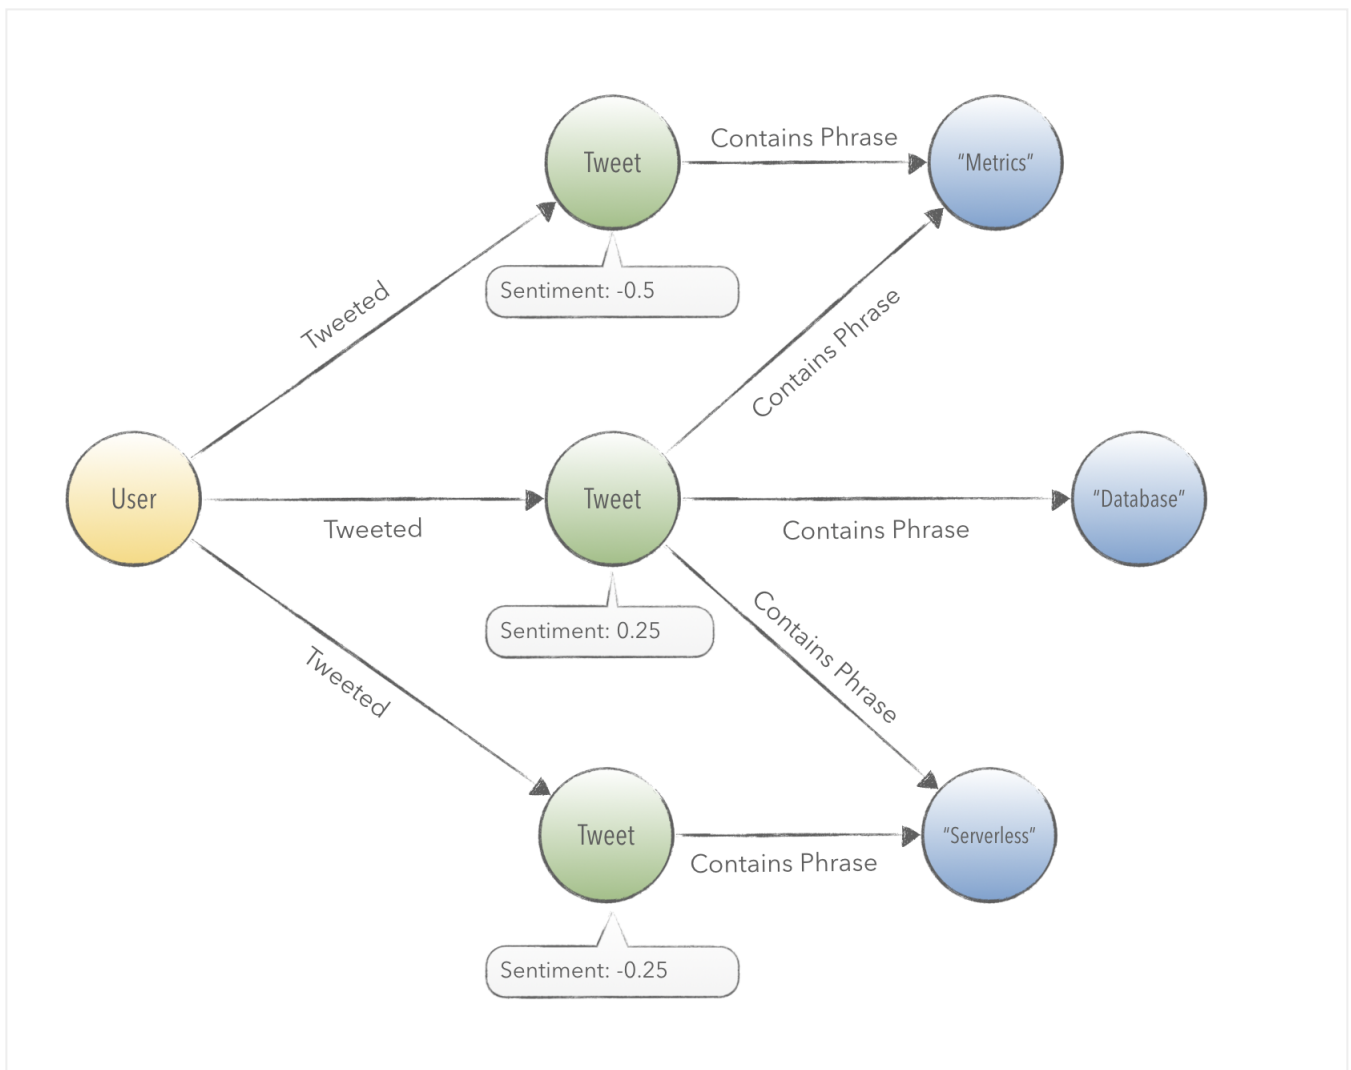 Tweet
Contains Phrase
"Metrics"
Sentiment: -0.5
Tweeted
Contains Phrase
User
Tweeted
Tweet
Contains Phrase
"Database"
Sentiment: 0.25
Contains Phrase
Tweeted
Tweet
Contains Phrase
"Serverless"
Sentiment: -0.25